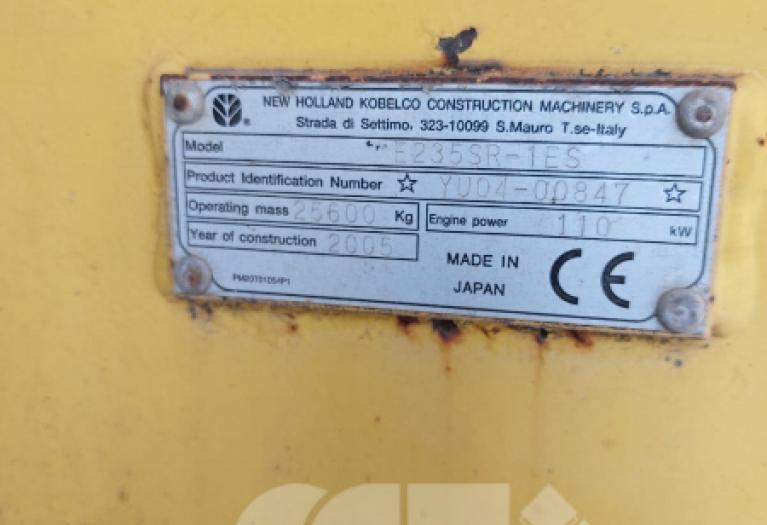 NEW HOLLAND KOBELCO CONSTRUCTION MACHINERY S.p.A.
Strada di Settimo, 323-10099 S.Mauro T.se-Italy
Model E235SR-1ES
Product Identification Number ☆ YU04-00847 ☆
Operating mass 25600 Kg Engine power 110 kW
Year of construction 2005
MADE IN
JAPAN
CE